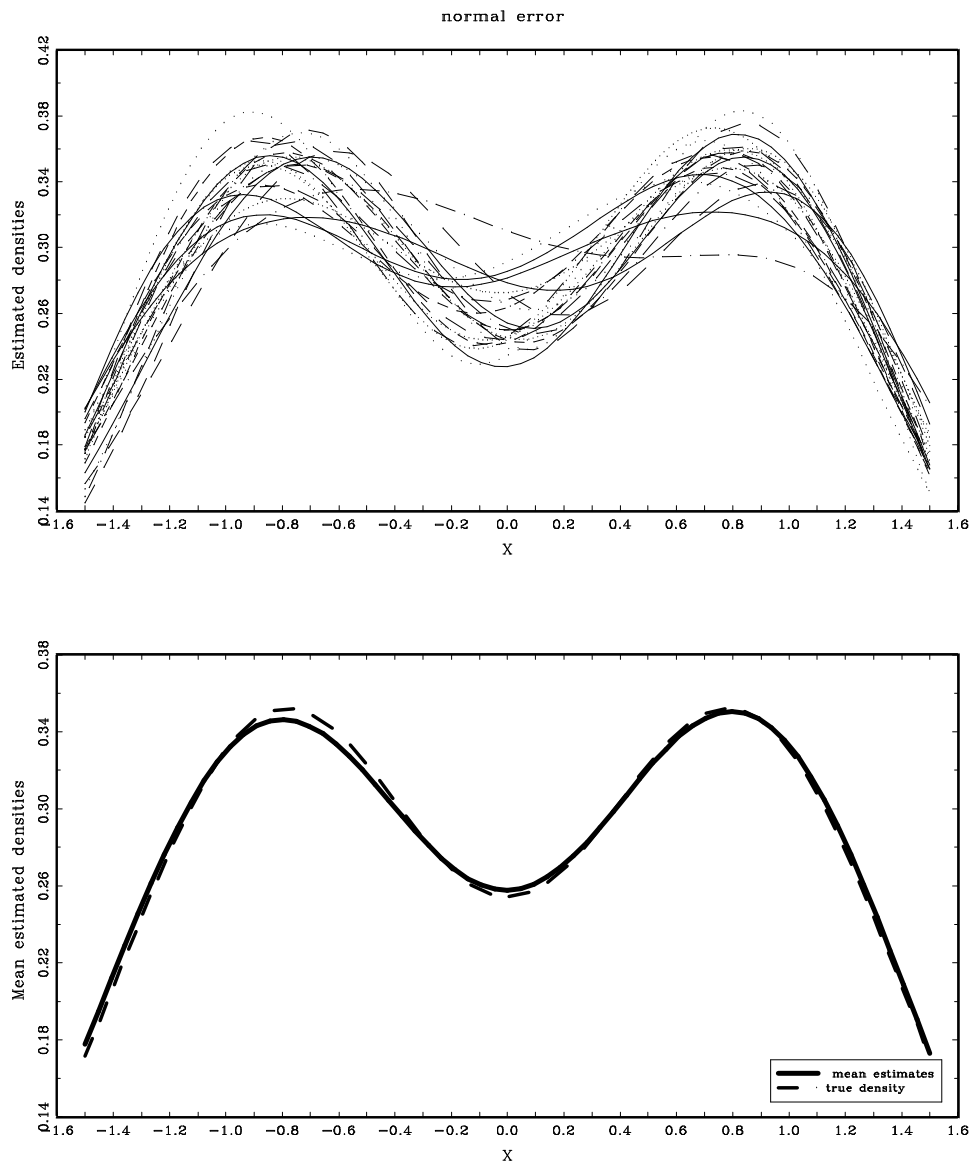 normal error
Estimated densities
0.42
0.38
0.34
0.30
0.26
0.22
0.18
0.14
-1.6 -1.4 -1.2 -1.0 -0.8 -0.6 -0.4 -0.2 0.0 0.2 0.4 0.6 0.8 1.0 1.2 1.4 1.6
X
Mean estimated densities
0.38
0.34
0.30
0.26
0.22
0.18
0.14
mean estimates
true density
-1.6 -1.4 -1.2 -1.0 -0.8 -0.6 -0.4 -0.2 0.0 0.2 0.4 0.6 0.8 1.0 1.2 1.4 1.6
X